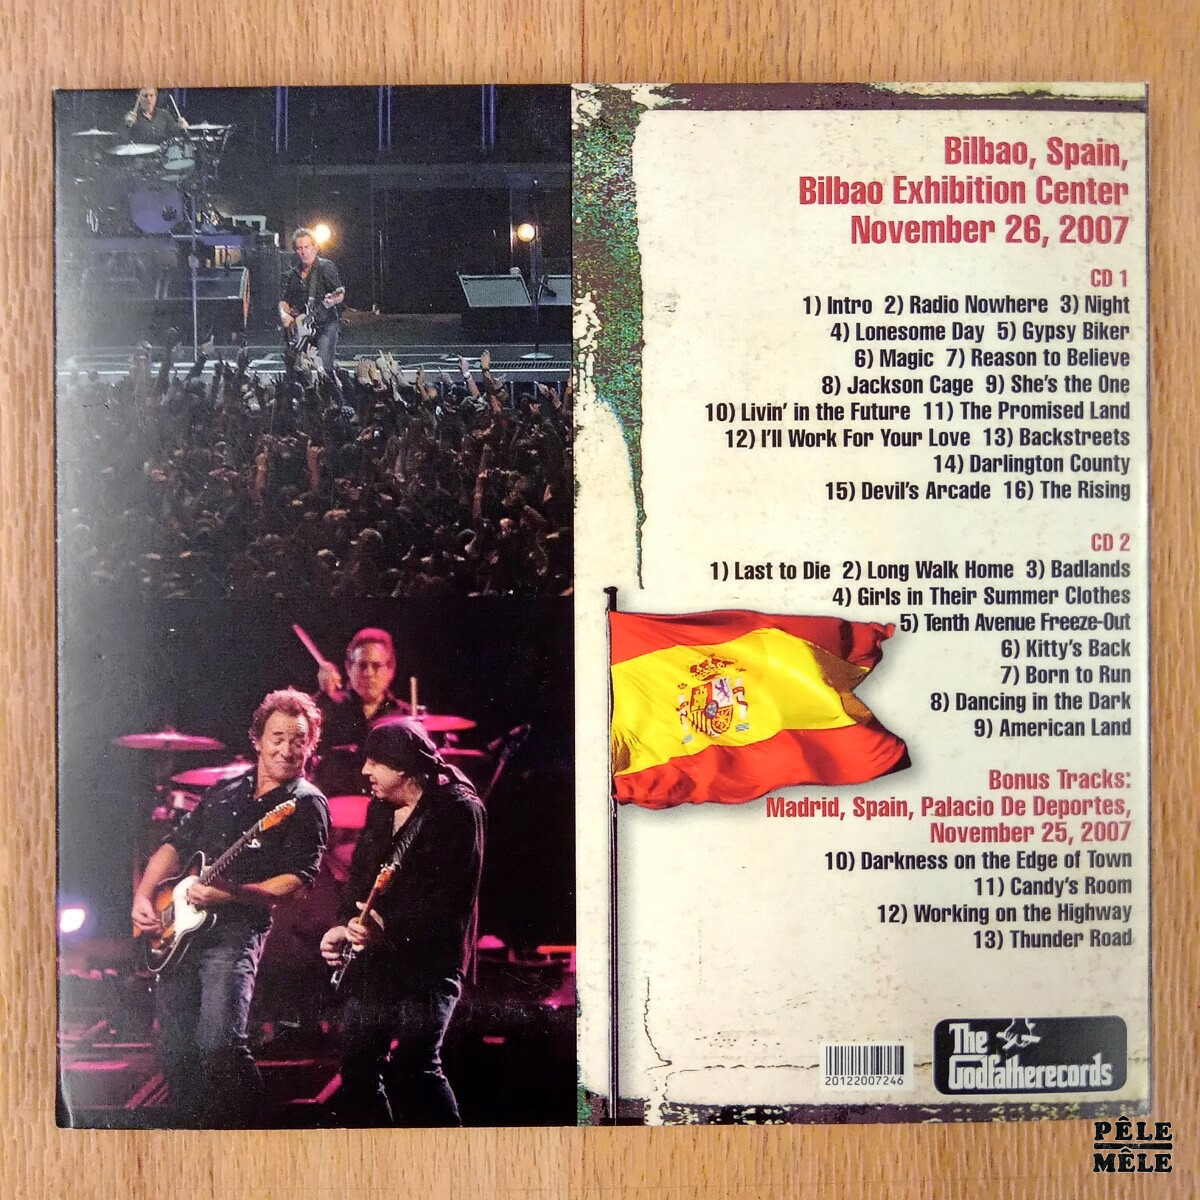 Bilbao, Spain,
Bilbao Exhibition Center
November 26, 2007
CD 1
1) Intro 2) Radio Nowhere 3) Night
4) Lonesome Day 5) Gypsy Biker
6) Magic 7) Reason to Believe
8) Jackson Cage 9) She's the One
10) Livin' in the Future 11) The Promised Land
12) I'll Work For Your Love 13) Backstreets
14) Darlington County
15) Devil's Arcade 16) The Rising
CD 2
1) Last to Die 2) Long Walk Home 3) Badlands
4) Girls in Their Summer Clothes
5) Tenth Avenue Freeze-Out
6) Kitty's Back
7) Born to Run
8) Dancing in the Dark
9) American Land
Bonus Tracks:
Madrid, Spain, Palacio De Deportes,
November 25, 2007
10) Darkness on the Edge of Town
11) Candy's Room
12) Working on the Highway
13) Thunder Road
The
Godfatherecords
20122007246
PÊLE
MÊLE